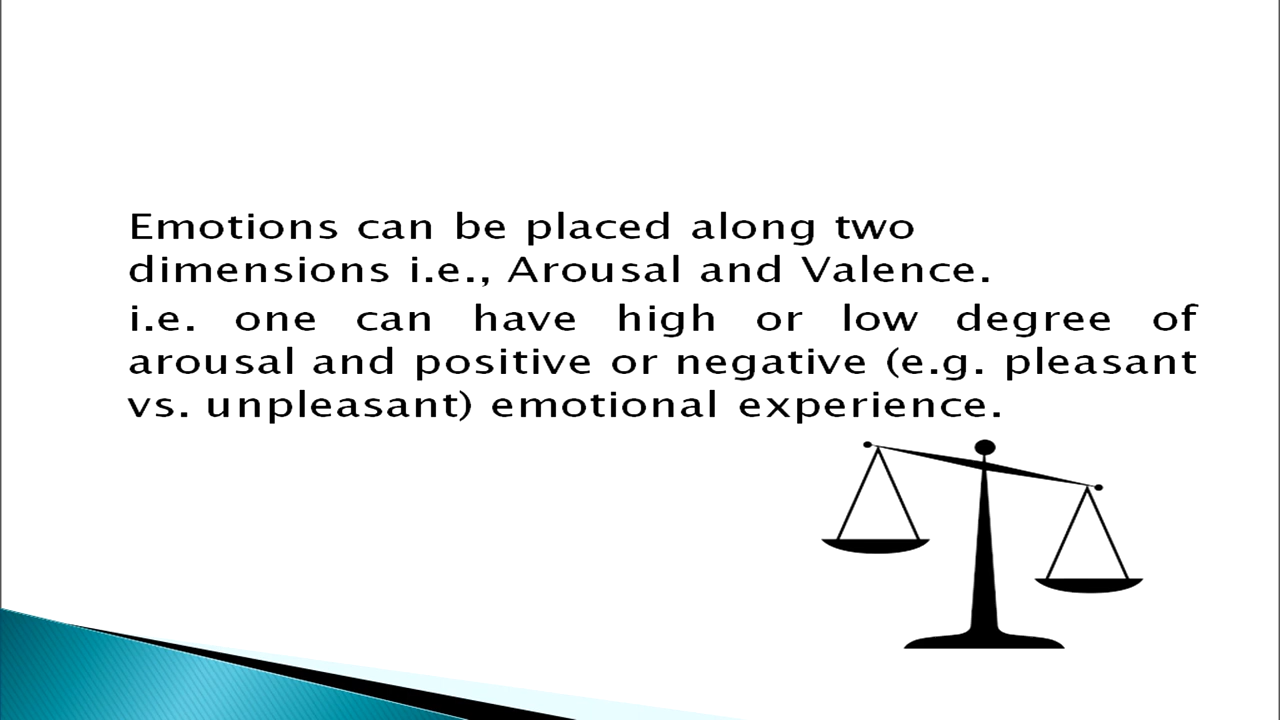 Emotions can be placed along two
dimensions i.e., Arousal and Valence.
i.e. one can have high or low degree of
arousal and positive or negative (e.g. pleasant
vs. unpleasant) emotional experience.